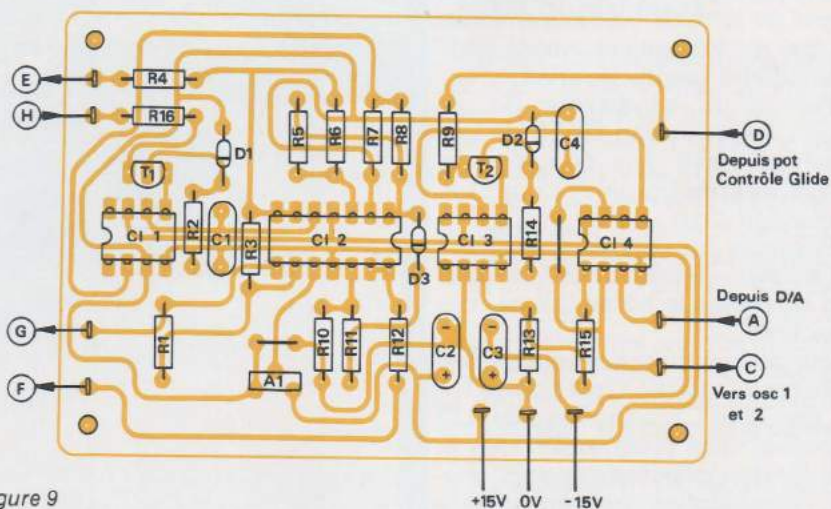 E
R4
H
R16
D1
T1
R5
R6
R7
R8
R9
D2
C4
T2
D
Depuis pot
Contrôle Glide
CI 1
R2
C1
R3
CI 2
D3
CI 3
R14
CI 4
Depuis D/A
A
G
R1
A1
R10
R11
R12
C2
C3
R13
R15
C
Vers osc 1
et 2
F
- -
+ +
+15V 0V -15V
gure 9